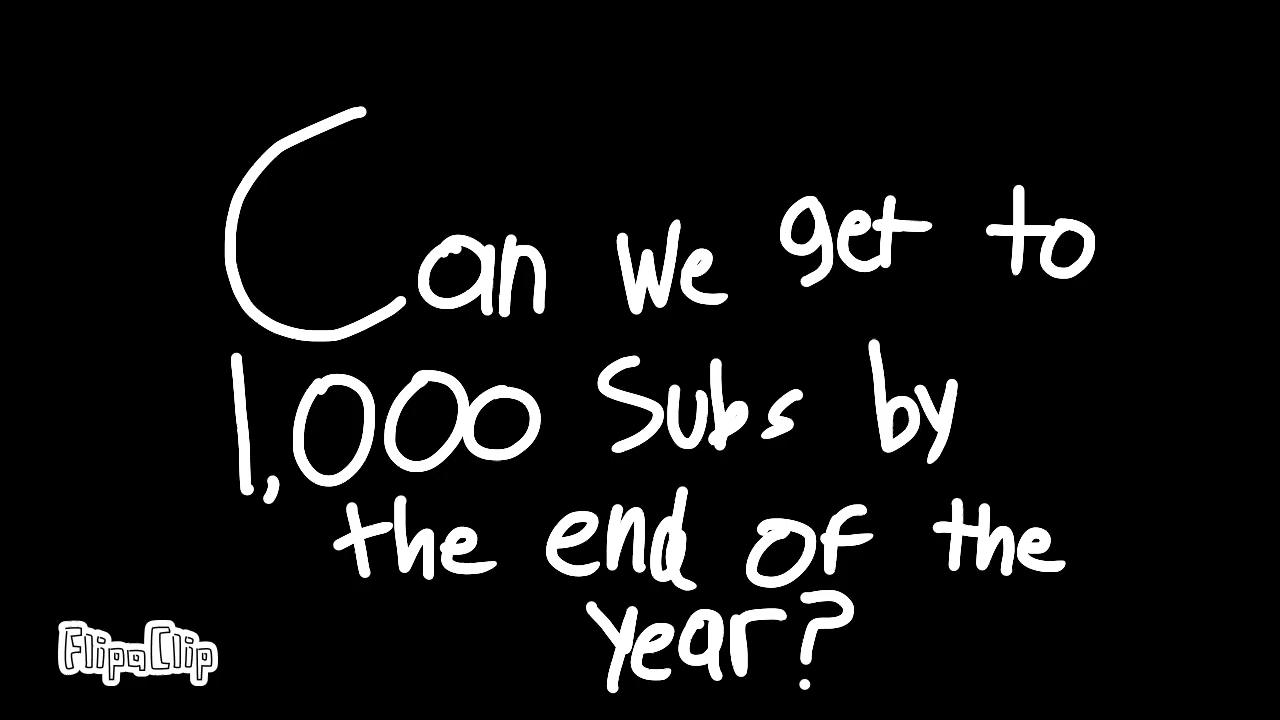 Can we get to
1,000 Subs by
the end of the
year?
FlipaClip